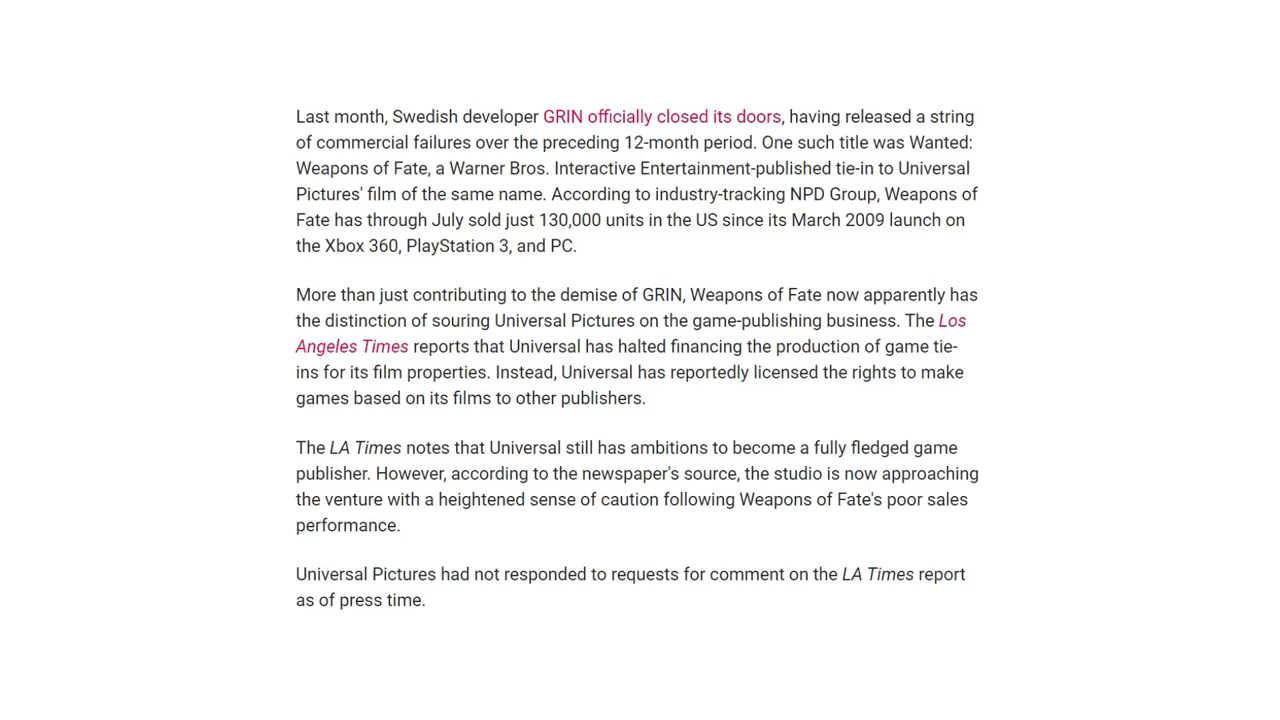 Last month, Swedish developer GRIN officially closed its doors, having released a string
of commercial failures over the preceding 12-month period. One such title was Wanted:
Weapons of Fate, a Warner Bros. Interactive Entertainment-published tie-in to Universal
Pictures' film of the same name. According to industry-tracking NPD Group, Weapons of
Fate has through July sold just 130,000 units in the US since its March 2009 launch on
the Xbox 360, PlayStation 3, and PC.
More than just contributing to the demise of GRIN, Weapons of Fate now apparently has
the distinction of souring Universal Pictures on the game-publishing business. The Los
Angeles Times reports that Universal has halted financing the production of game tie-
ins for its film properties. Instead, Universal has reportedly licensed the rights to make
games based on its films to other publishers.
The LA Times notes that Universal still has ambitions to become a fully fledged game
publisher. However, according to the newspaper's source, the studio is now approaching
the venture with a heightened sense of caution following Weapons of Fate's poor sales
performance.
Universal Pictures had not responded to requests for comment on the LA Times report
as of press time.